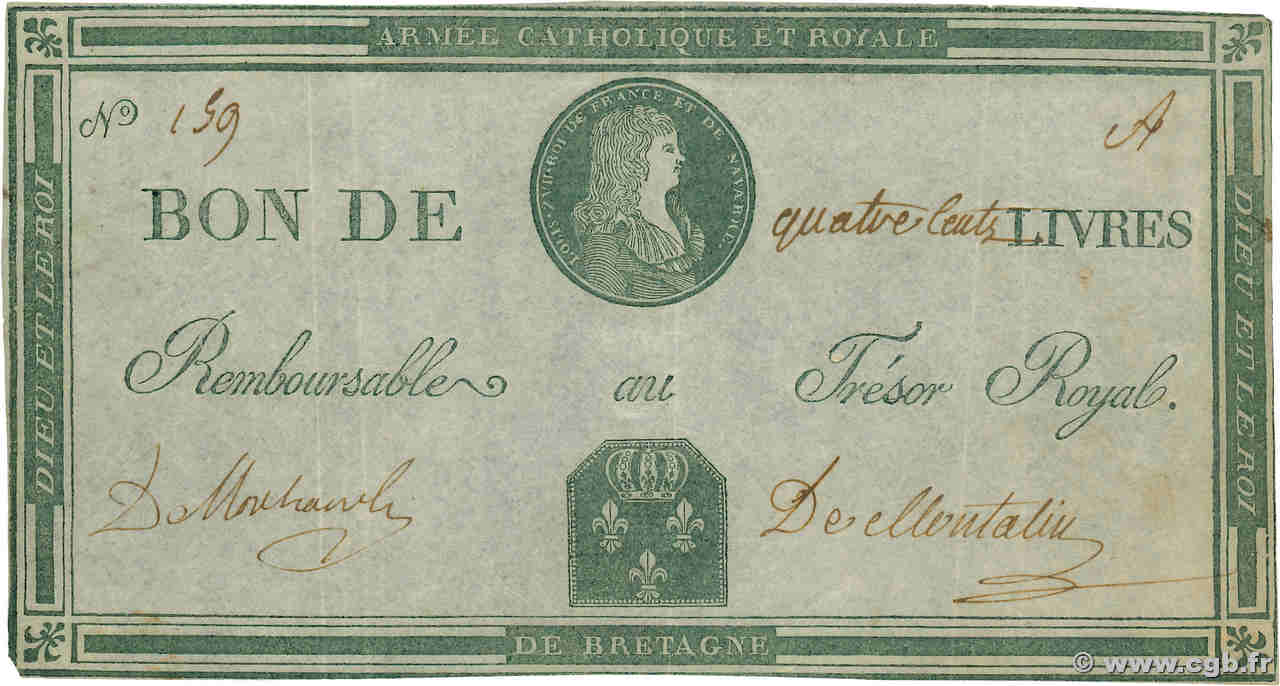 ARMÉE CATHOLIQUE ET ROYALE
DIEU ET LE ROI
DIEU ET LE ROI
No 159
A
LOUIS XVII ROI DE FRANCE ET DE NAVARRE.
BON DE quatre Cents LIVRES
Remboursable au Trésor Royal.
De
De Montalin
DE BRETAGNE
© www.cgb.fr